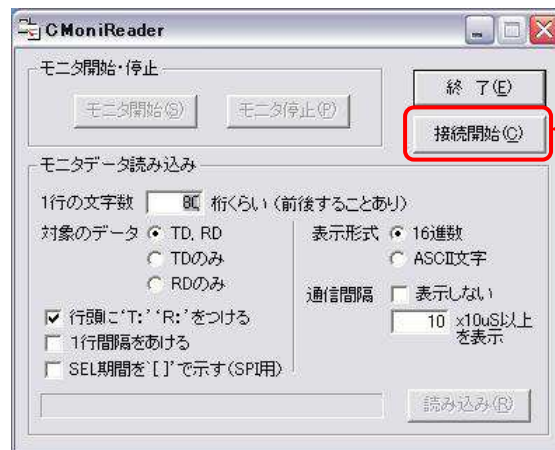 CMoniReader
モニタ開始・停止
モニタ開始(S) モニタ停止(P)
終 了(E)
接続開始(C)
モニタデータ読み込み
1行の文字数 80 桁くらい (前後することあり)
対象のデータ TD, RD
TDのみ
RDのみ
表示形式 16進数
ASCII文字
通信間隔 表示しない
10 x10uS以上
を表示
行頭に'T:' 'R:'をつける
1行間隔をあける
SEL期間を`[ ]'で示す(SPI用)
読み込み(R)